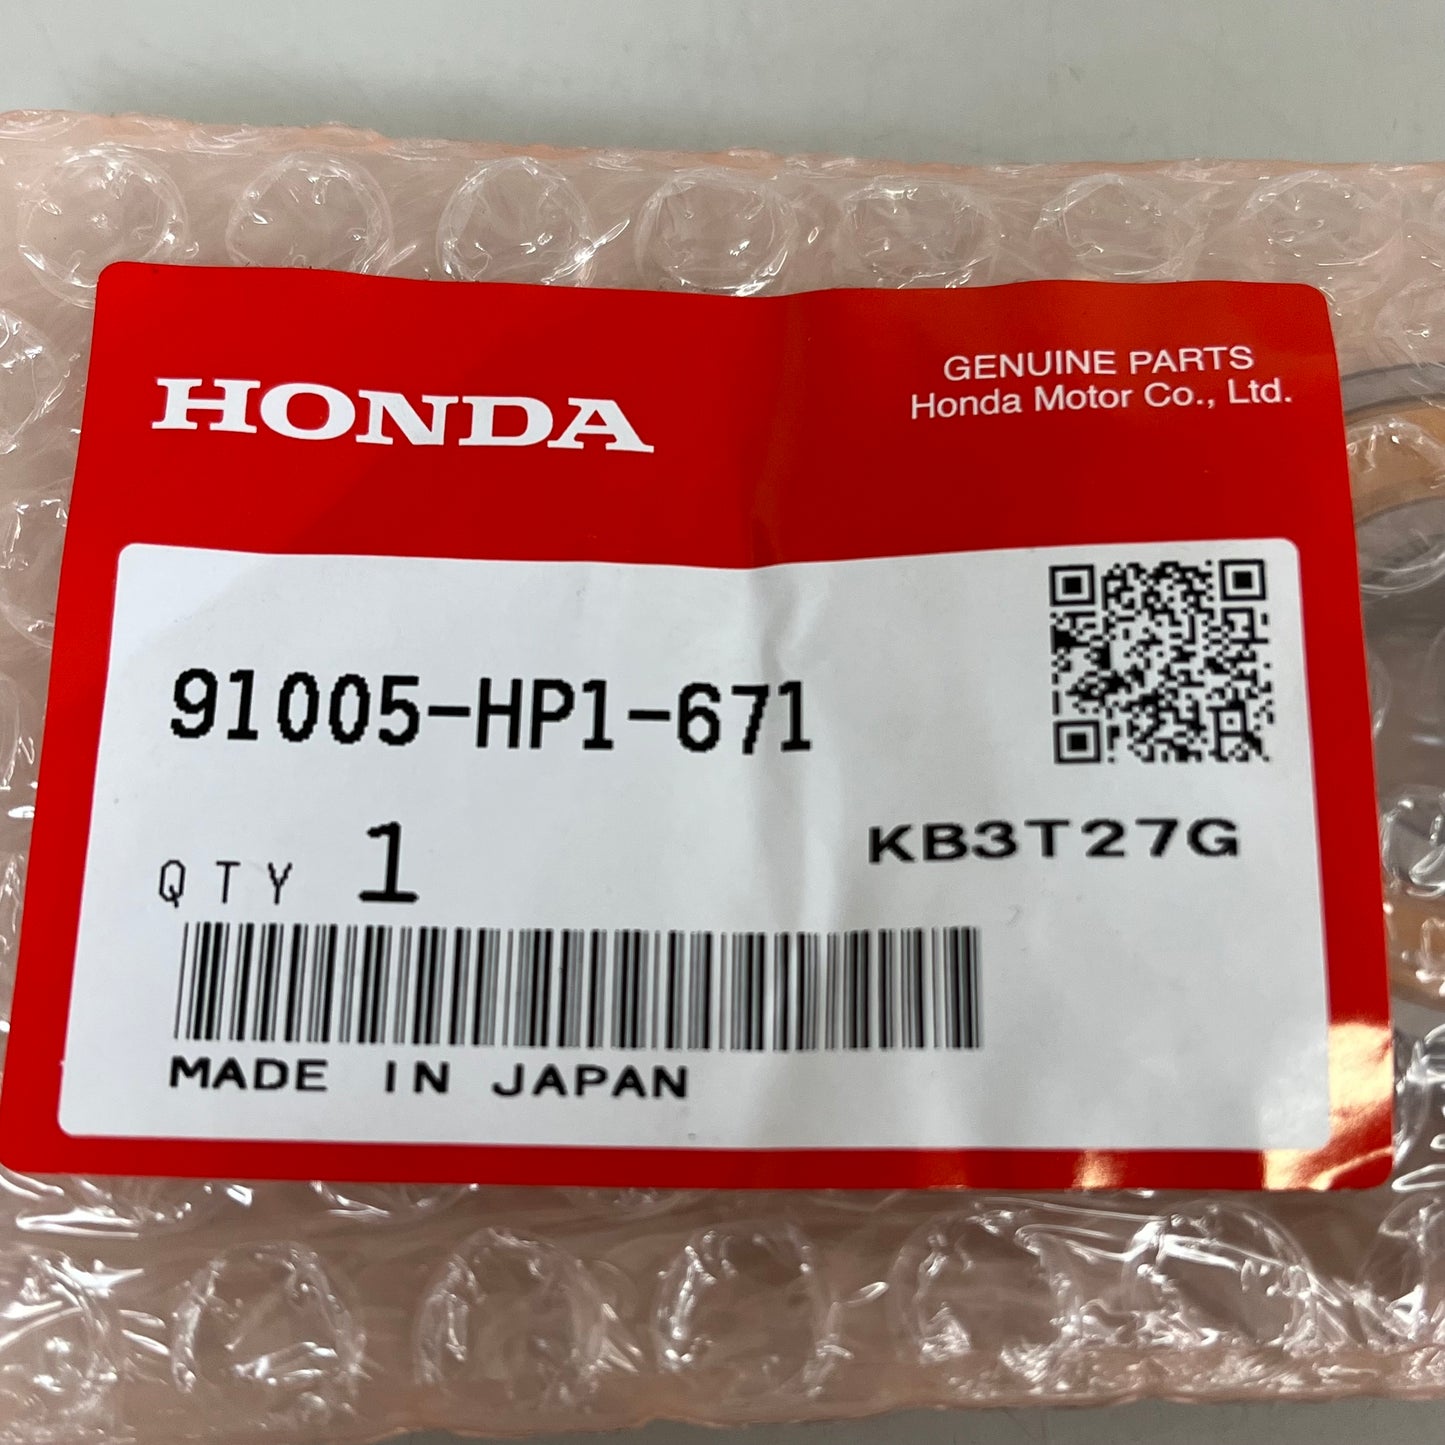 HONDA
GENUINE PARTS
Honda Motor Co., Ltd.
91005-HP1-671
QTY 1
KB3T27G
MADE IN JAPAN